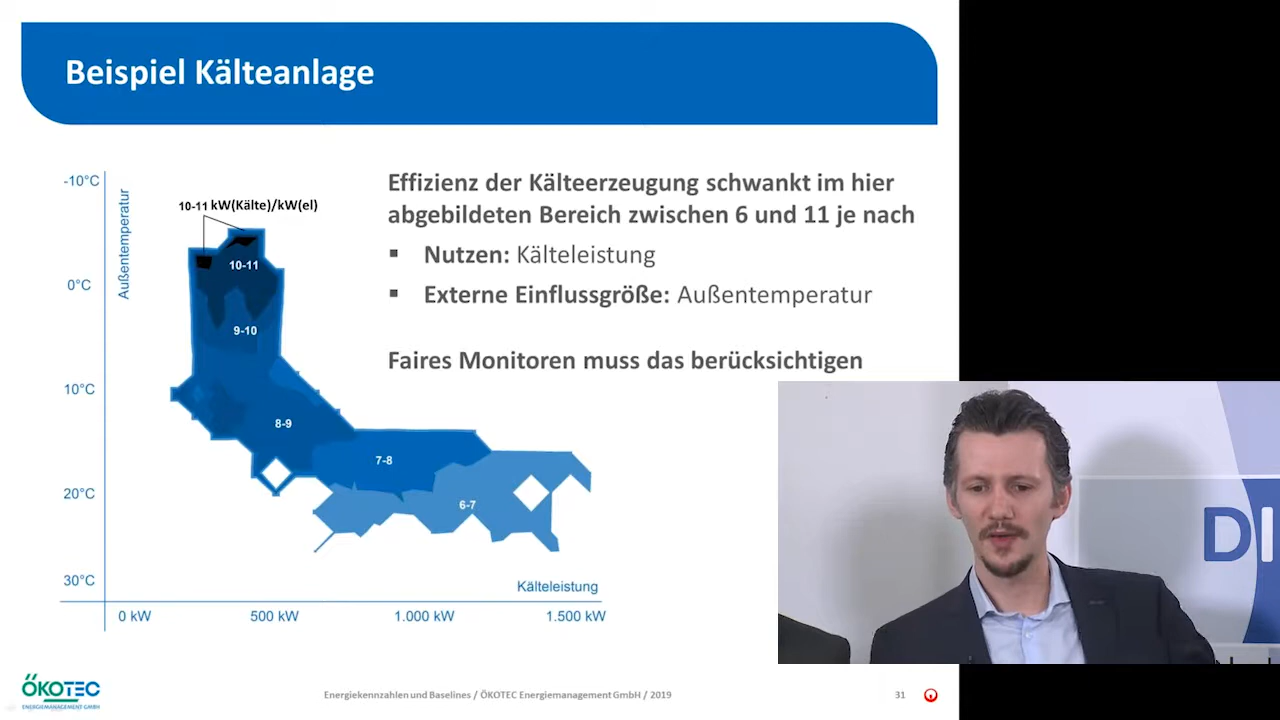 Beispiel Kälteanlage
-10°C
0°C
10°C
20°C
30°C
Außentemperatur
10-11 kW(Kälte)/kW(el)
10-11
9-10
8-9
7-8
6-7
Kälteleistung
0 kW
500 kW
1.000 kW
1.500 kW
Effizienz der Kälteerzeugung schwankt im hier
abgebildeten Bereich zwischen 6 und 11 je nach
▪ Nutzen: Kälteleistung
▪ Externe Einflussgröße: Außentemperatur
Faires Monitoren muss das berücksichtigen
DI
ÖKOTEC
ENERGIEMANAGEMENT GMBH
Energiekennzahlen und Baselines / ÖKOTEC Energiemanagement GmbH / 2019
31